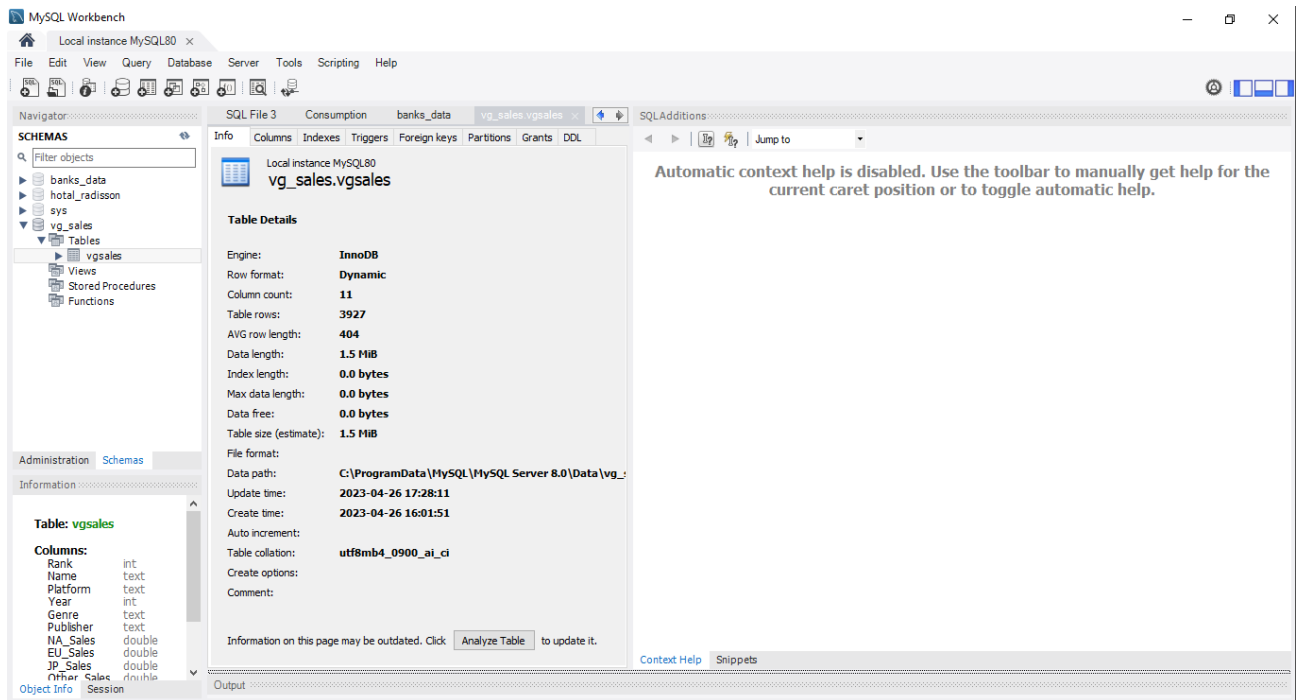 MySQL Workbench
Local instance MySQL80
File Edit View Query Database Server Tools Scripting Help
Navigator
SCHEMAS
Filter objects
banks_data
hotal_radisson
sys
vg_sales
Tables
vgsales
Views
Stored Procedures
Functions
Administration Schemas
Information
Table: vgsales
Columns:
Rank int
Name text
Platform text
Year int
Genre text
Publisher text
NA_Sales double
EU_Sales double
JP_Sales double
Other_Sales double
Object Info Session
SQL File 3 Consumption banks_data vg_sales.vgsales
Info Columns Indexes Triggers Foreign keys Partitions Grants DDL
Local instance MySQL80
vg_sales.vgsales
Table Details
Engine: InnoDB
Row format: Dynamic
Column count: 11
Table rows: 3927
AVG row length: 404
Data length: 1.5 MiB
Index length: 0.0 bytes
Max data length: 0.0 bytes
Data free: 0.0 bytes
Table size (estimate): 1.5 MiB
File format:
Data path: C:\ProgramData\MySQL\MySQL Server 8.0\Data\vg_
Update time: 2023-04-26 17:28:11
Create time: 2023-04-26 16:01:51
Auto increment:
Table collation: utf8mb4_0900_ai_ci
Create options:
Comment:
Information on this page may be outdated. Click Analyze Table to update it.
Output
SQLAdditions
Jump to
Automatic context help is disabled. Use the toolbar to manually get help for the
current caret position or to toggle automatic help.
Context Help Snippets